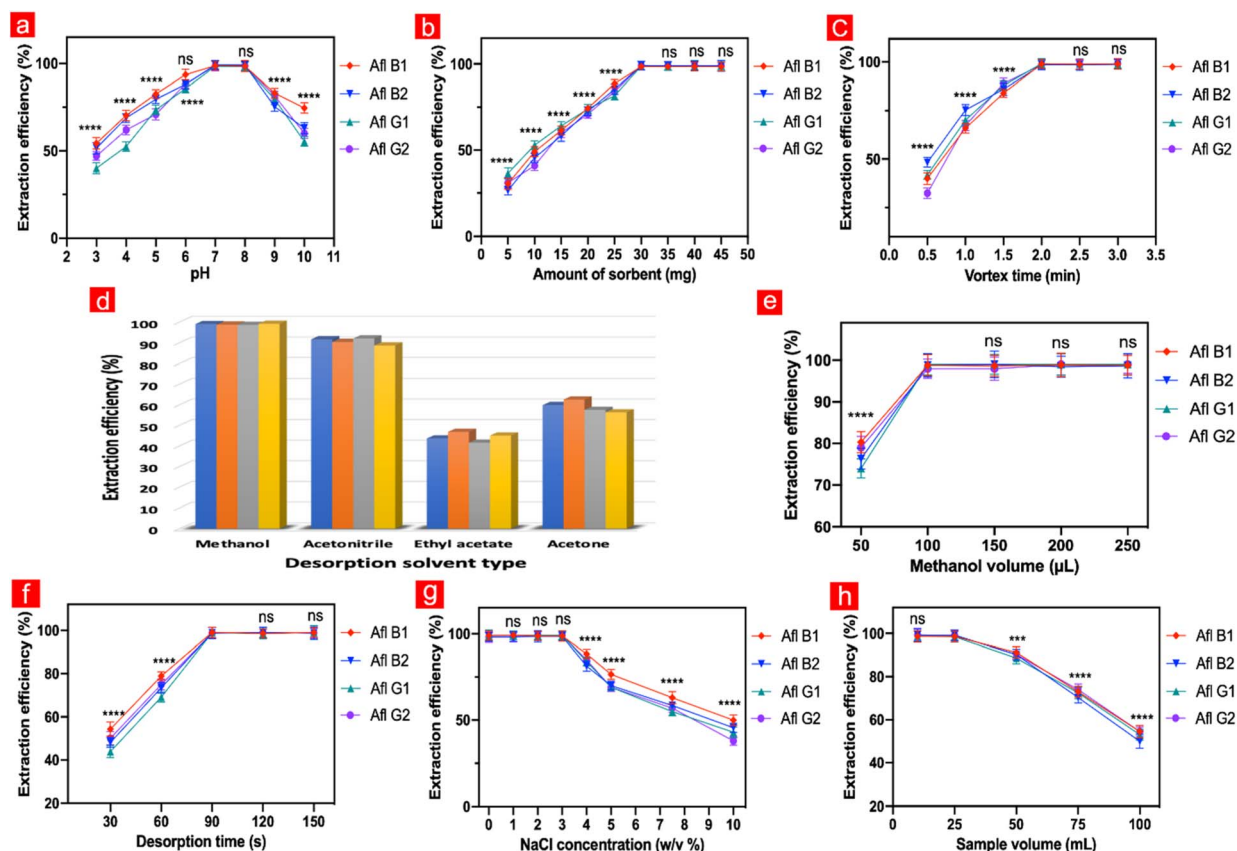 a
Extraction efficiency (%)
100
50
0
2 3 4 5 6 7 8 9 10 11
pH
**** **** **** ns **** ns **** ****
Afl B1
Afl B2
Afl G1
Afl G2
b
Extraction efficiency (%)
100
50
0
0 5 10 15 20 25 30 35 40 45 50
Amount of sorbent (mg)
**** **** **** **** **** ns ns ns
Afl B1
Afl B2
Afl G1
Afl G2
C
Extraction efficiency (%)
100
50
0.0 0.5 1.0 1.5 2.0 2.5 3.0 3.5
Vortex time (min)
**** **** **** ns ns
Afl B1
Afl B2
Afl G1
Afl G2
d
Extraction efficiency (%)
100
90
80
70
60
50
40
30
20
10
0
Methanol Acetonitrile Ethyl acetate Acetone
Desorption solvent type
e
Extraction efficiency (%)
100
90
80
70
60
50 100 150 200 250
Methanol volume (µL)
**** ns ns ns
Afl B1
Afl B2
Afl G1
Afl G2
f
Extraction efficiency (%)
100
80
60
40
20
30 60 90 120 150
Desorption time (s)
**** **** ns ns
Afl B1
Afl B2
Afl G1
Afl G2
g
Extraction efficiency (%)
100
50
0
0 1 2 3 4 5 6 7 8 9 10
NaCl concentration (w/v %)
ns ns ns **** **** **** ****
Afl B1
Afl B2
Afl G1
Afl G2
h
Extraction efficiency (%)
100
80
60
40
20
0 25 50 75 100
Sample volume (mL)
ns *** **** ****
Afl B1
Afl B2
Afl G1
Afl G2